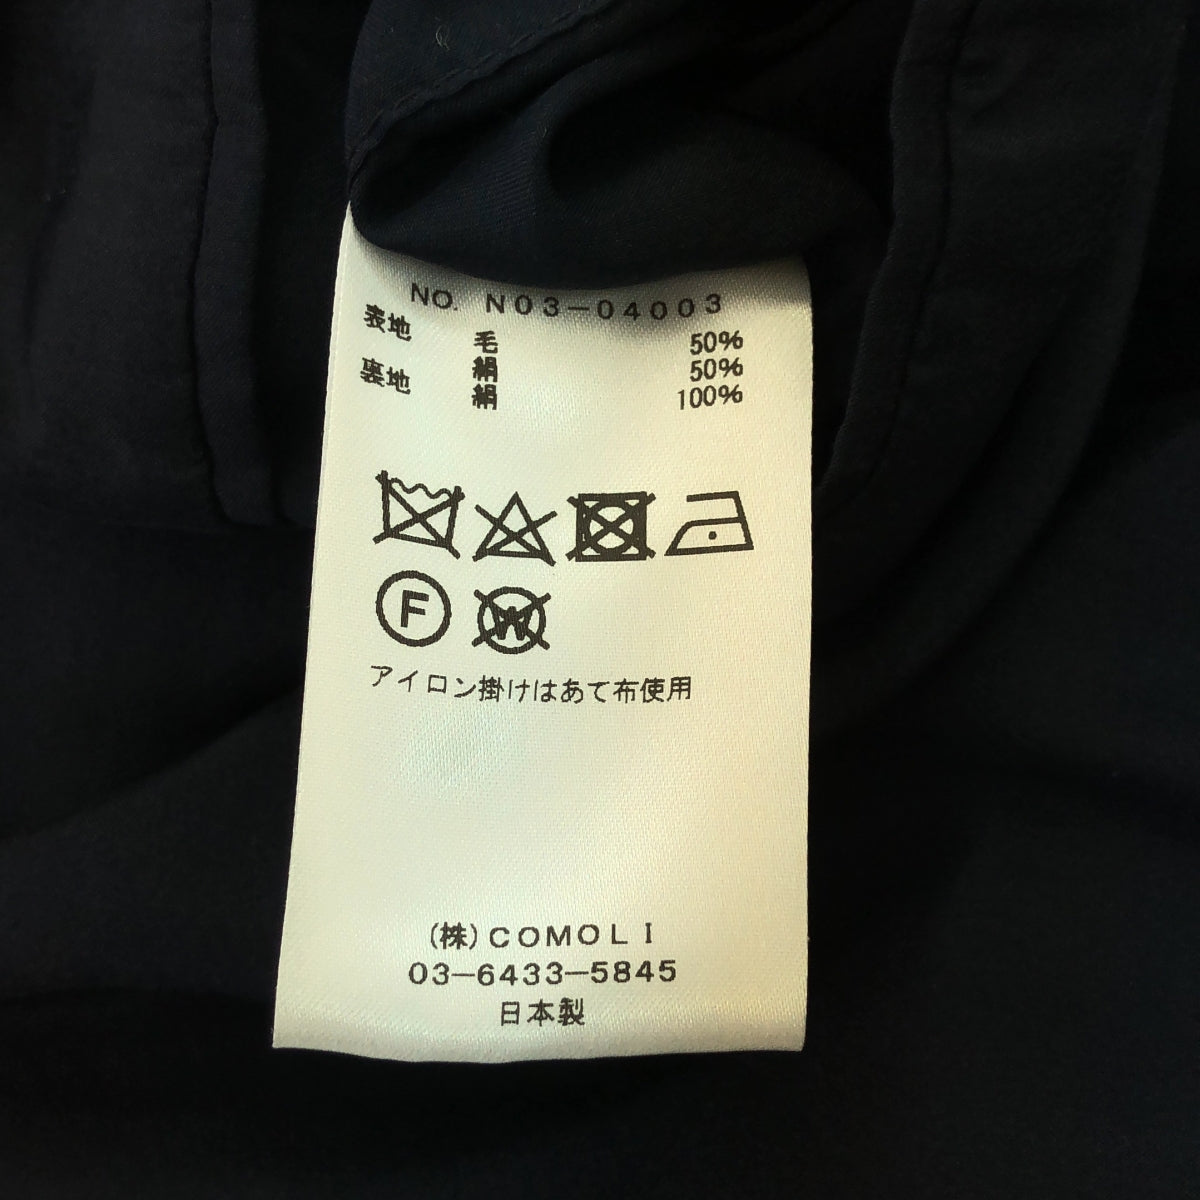 NO. N03-04003
表地 毛 50%
絹 50%
裏地 絹 100%
F W
アイロン掛けはあて布使用
(株)COMOLI
03-6433-5845
日本製